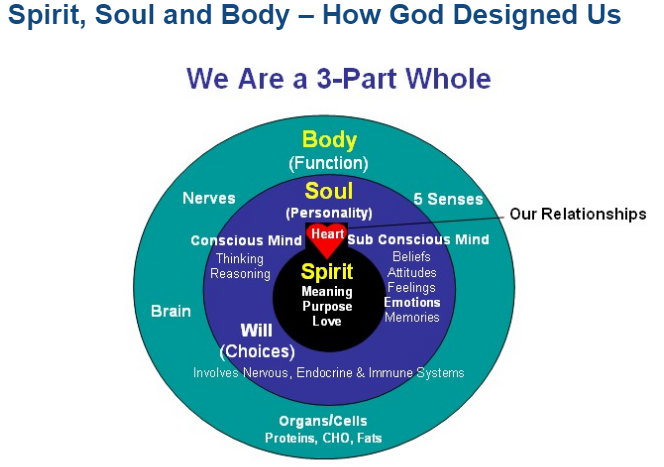 Spirit, Soul and Body – How God Designed Us
We Are a 3-Part Whole
Body
(Function)
Nerves
Soul
5 Senses
(Personality)
Our Relationships
Heart
Conscious Mind
Sub Conscious Mind
Thinking
Reasoning
Beliefs
Attitudes
Feelings
Emotions
Memories
Spirit
Meaning
Purpose
Love
Brain
Will
(Choices)
Involves Nervous, Endocrine & Immune Systems
Organs/Cells
Proteins, CHO, Fats